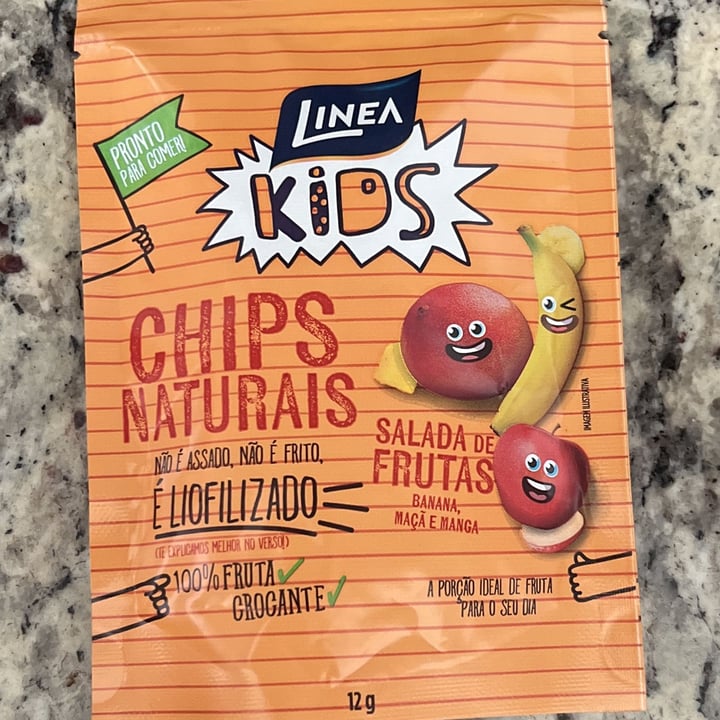 LINEA
KiDS
PRONTO
PARA COMER!
CHIPS
NATURAIS
NÃO É ASSADO, NÃO É FRITO,
É LIOFILIZADO
(TE EXPLICAMOS MELHOR NO VERSO!)
100% FRUTA
CROCANTE
SALADA DE
FRUTAS
BANANA,
MAÇÃ E MANGA
IMAGEM ILUSTRATIVA
A PORÇÃO IDEAL DE FRUTA
PARA O SEU DIA
12 g